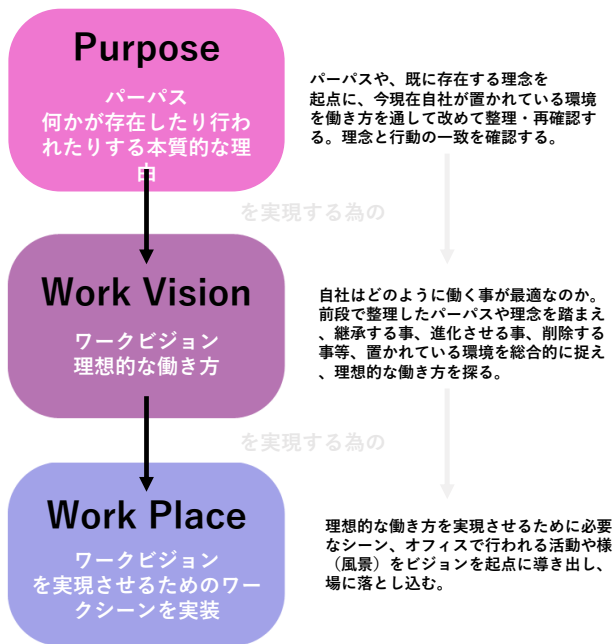 Purpose
パーパス
何かが存在したり行わ
れたりする本質的な理
由
パーパスや、既に存在する理念を
起点に、今現在自社が置かれている環境
を働き方を通して改めて整理・再確認す
る。理念と行動の一致を確認する。
を実現する為の
Work Vision
ワークビジョン
理想的な働き方
自社はどのように働く事が最適なのか。
前段で整理したパーパスや理念を踏まえ
、継承する事、進化させる事、削除する
事等、置かれている環境を総合的に捉え
、理想的な働き方を探る。
を実現する為の
Work Place
ワークビジョン
を実現させるためのワー
クシーンを実装
理想的な働き方を実現させるために必要
なシーン、オフィスで行われる活動や様
（風景）をビジョンを起点に導き出し、
場に落とし込む。